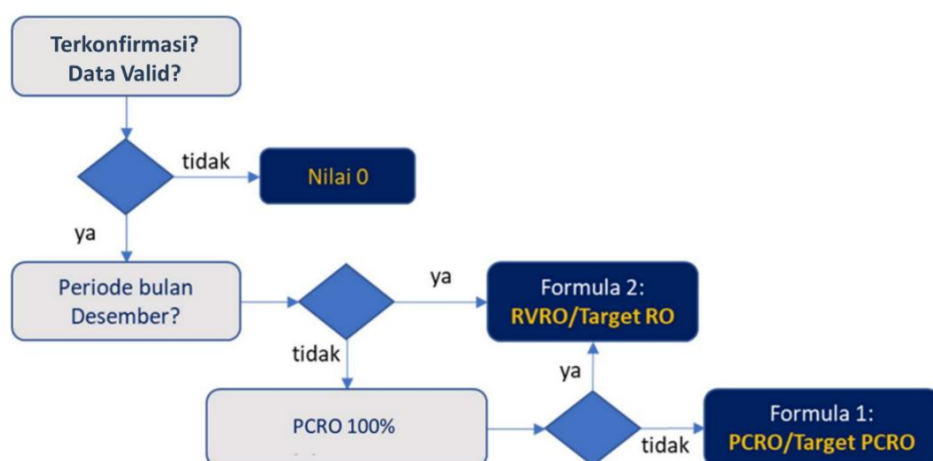 Terkonfirmasi?
Data Valid?
tidak
Nilai 0
ya
Periode bulan
Desember?
ya
Formula 2:
RVRO/Target RO
tidak
ya
PCRO 100%
Formula 1:
PCRO/Target PCRO
tidak